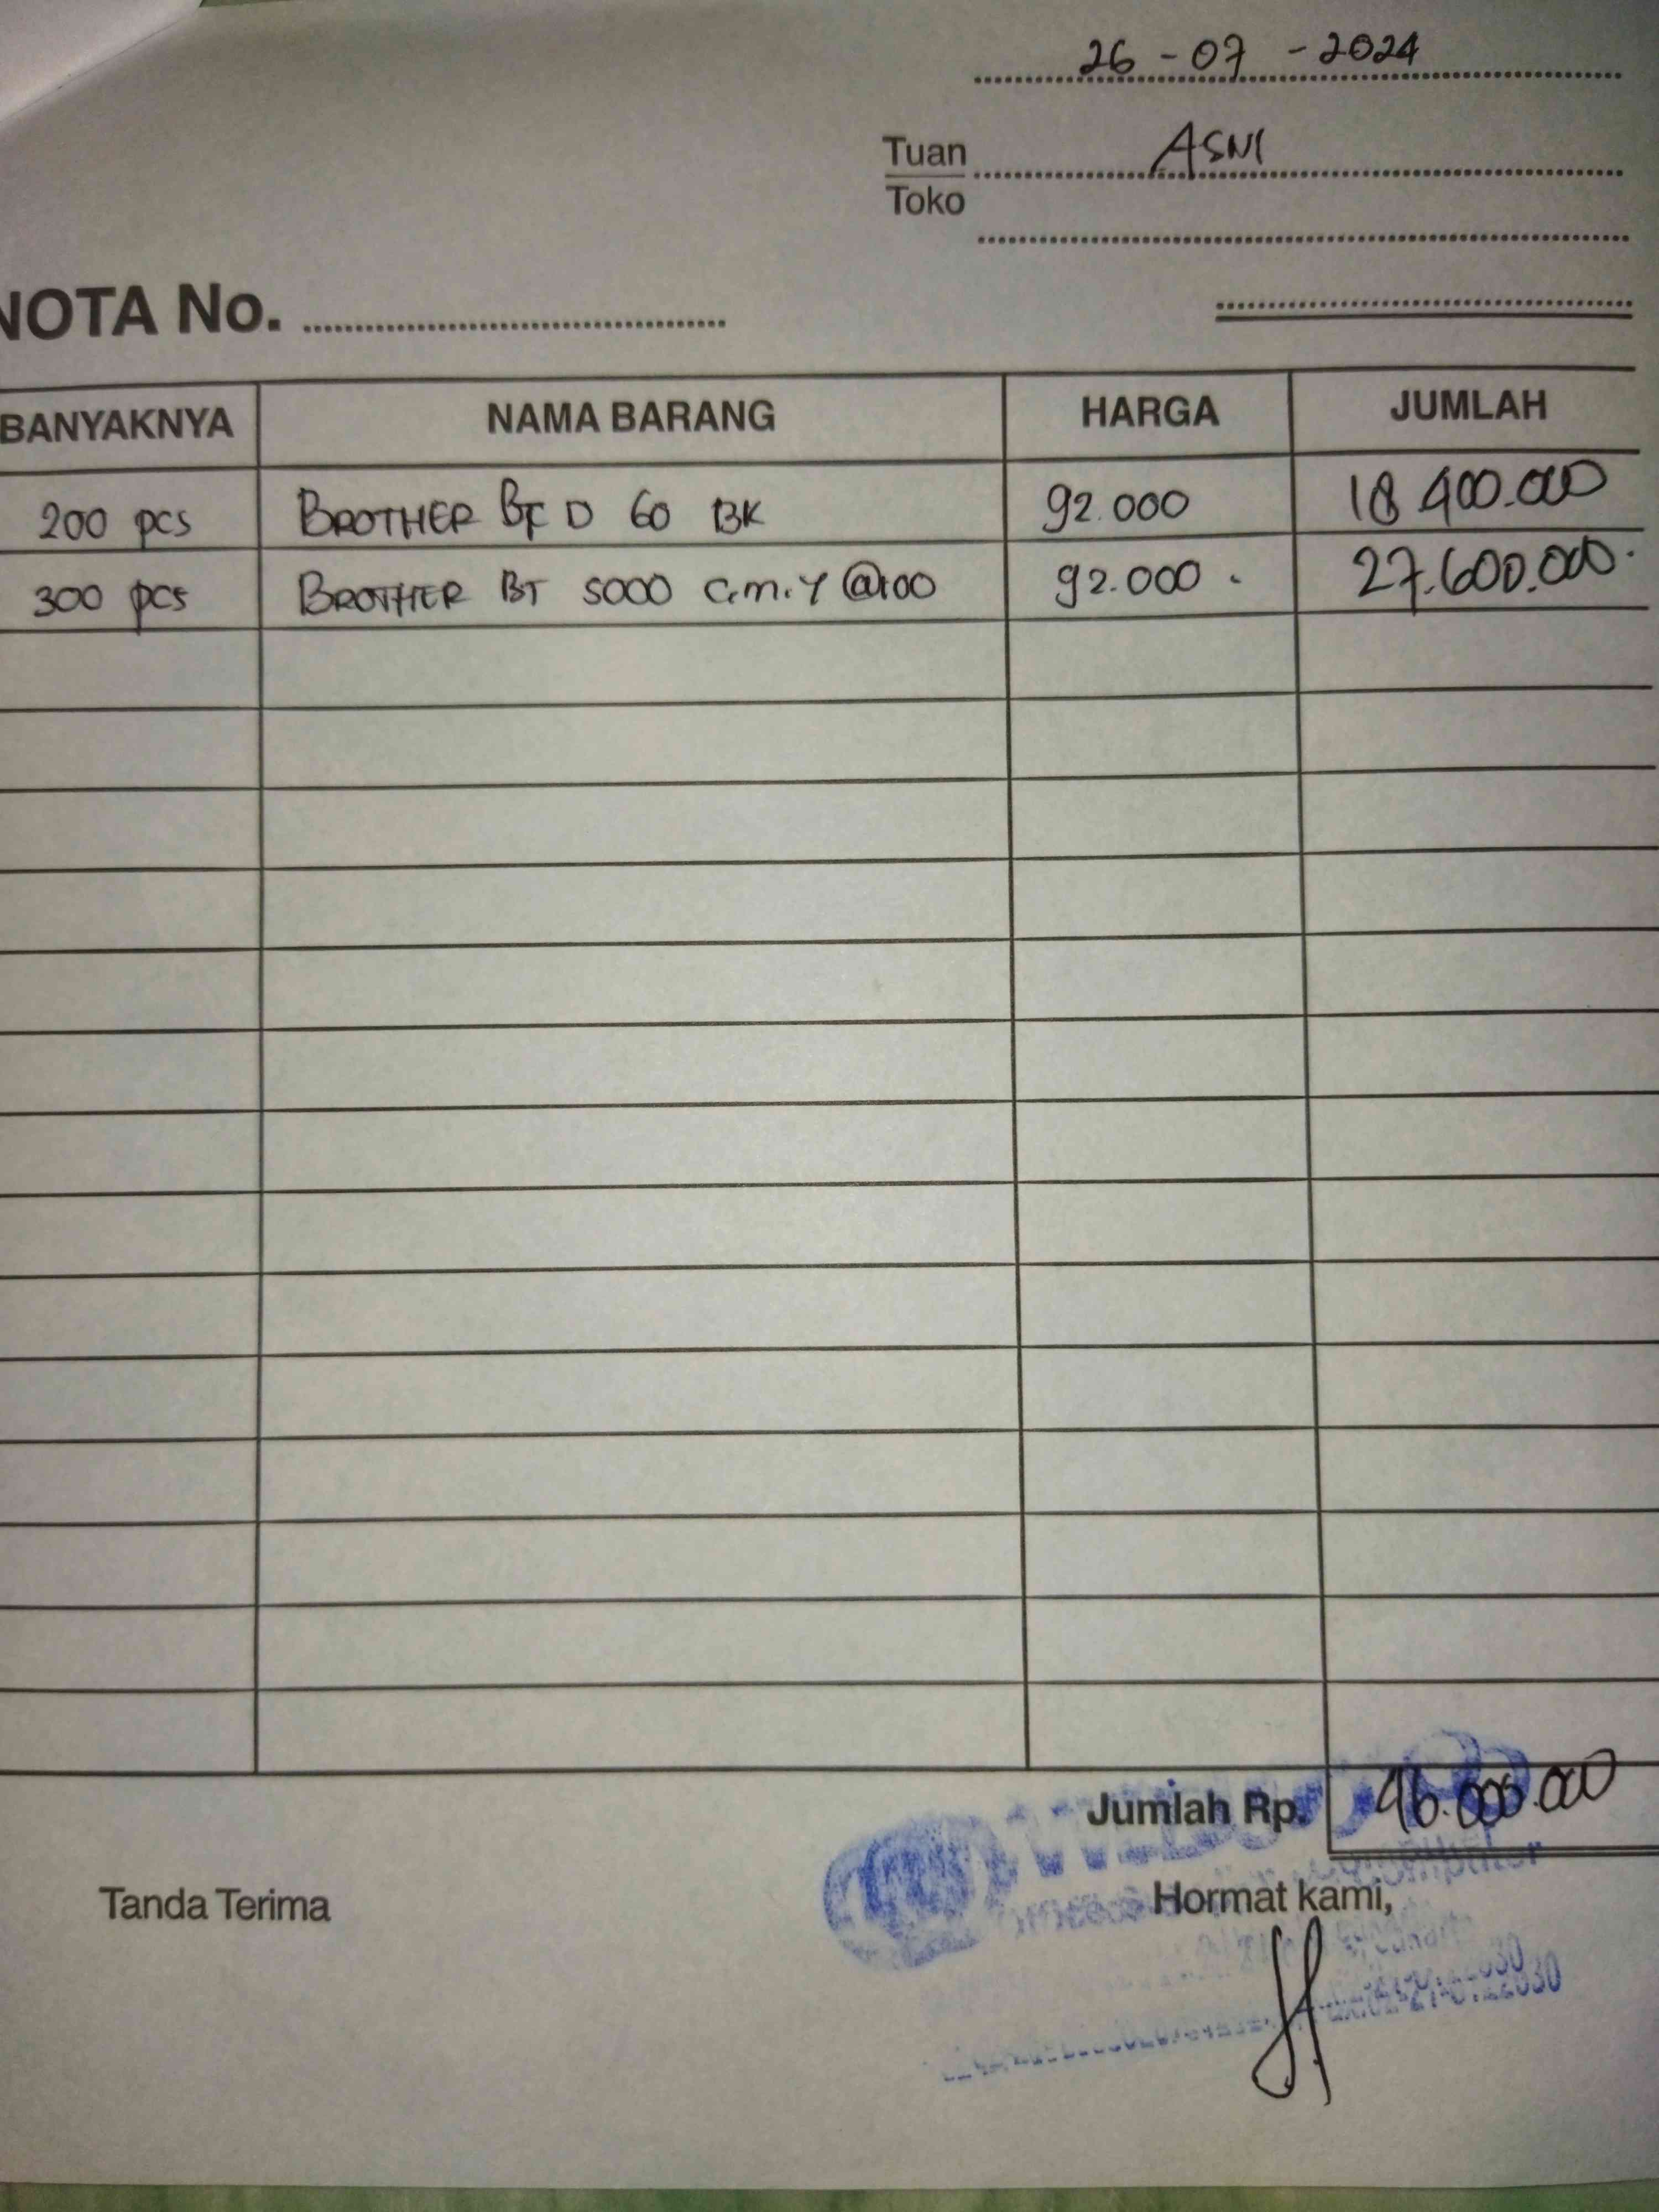 26 - 07 - 2024
Tuan ASNI
Toko
NOTA No.
BANYAKNYA NAMA BARANG HARGA JUMLAH
200 pcs BROTHER BT D 60 BK 92.000 18.400.000
300 pcs BROTHER BT 5000 C.m.Y @100 92.000 27.600.000
Jumlah Rp. 46.000.000
Tanda Terima Hormat kami,